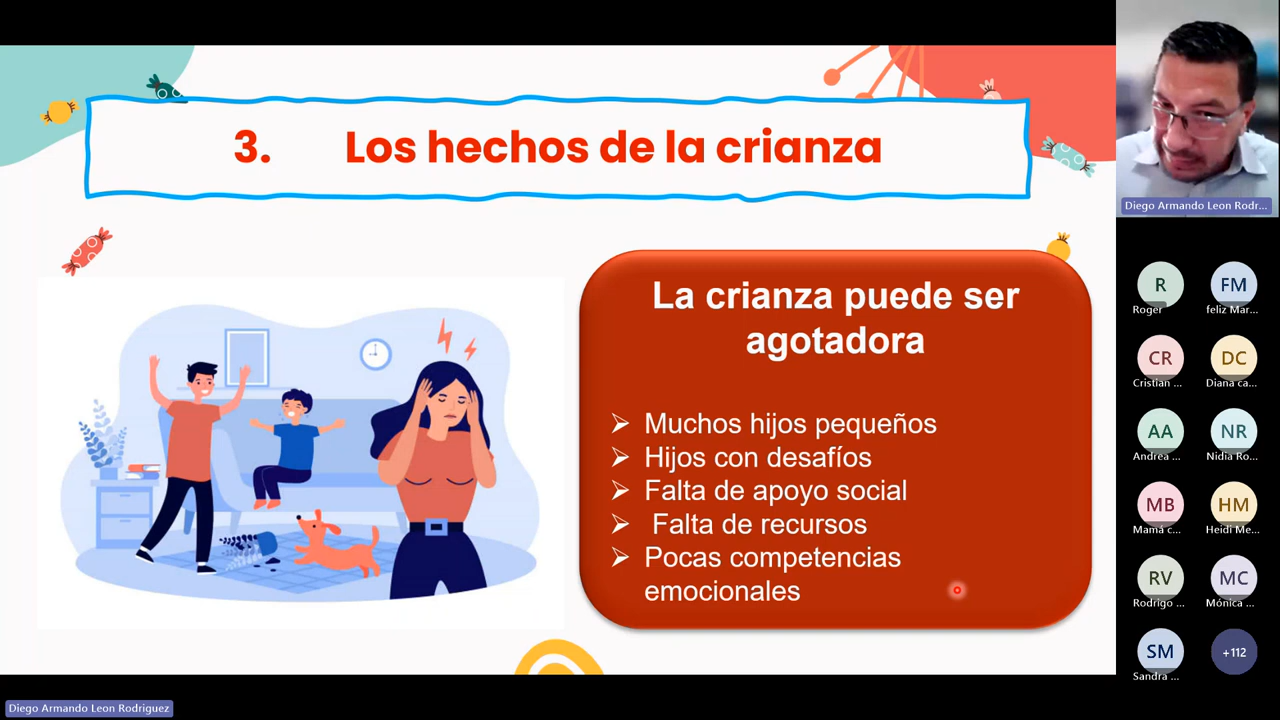 3. Los hechos de la crianza
La crianza puede ser
agotadora
Muchos hijos pequeños
Hijos con desafíos
Falta de apoyo social
Falta de recursos
Pocas competencias
emocionales
Diego Armando Leon Rodr...
R
FM
Roger
feliz Mar...
CR
DC
Cristian ...
Diana ca...
AA
NR
Andrea ...
Nidia Ro...
MB
HM
Mamá c...
Heidi Me...
RV
MC
Rodrigo ...
Mónica ...
SM
+112
Sandra ...
Diego Armando Leon Rodriguez